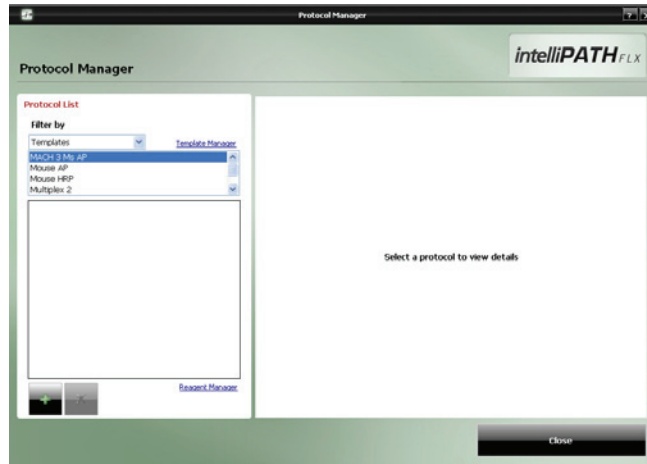 Protocol Manager
intelliPATH FLX
Protocol Manager
Protocol List
Filter by
Templates
Template Manager
MACH 3 Ms AP
Mouse AP
Mouse HRP
Multiplex 2
Select a protocol to view details
Reagent Manager
Close